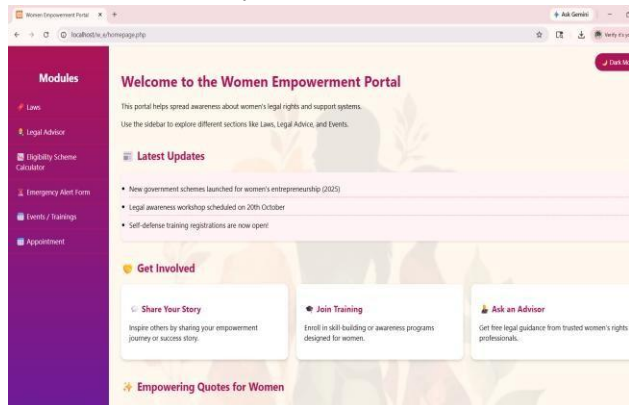 Women Empowerment Portal
Ask Gemini
localhost/w_e/homepage.php
Modules
Laws
Legal Advisor
Eligibility Scheme
Calculator
Emergency Alert Form
Events / Trainings
Appointment
Dark Mo
Welcome to the Women Empowerment Portal
This portal helps spread awareness about women's legal rights and support systems.
Use the sidebar to explore different sections like Laws, Legal Advice, and Events.
Latest Updates
• New government schemes launched for women's entrepreneurship (2025)
• Legal awareness workshop scheduled on 20th October
• Self-defense training registrations are now open!
Get Involved
Share Your Story
Inspire others by sharing your empowerment
journey or success story.
Join Training
Enroll in skill-building or awareness programs
designed for women.
Ask an Advisor
Get free legal guidance from trusted women's rights
professionals.
Empowering Quotes for Women